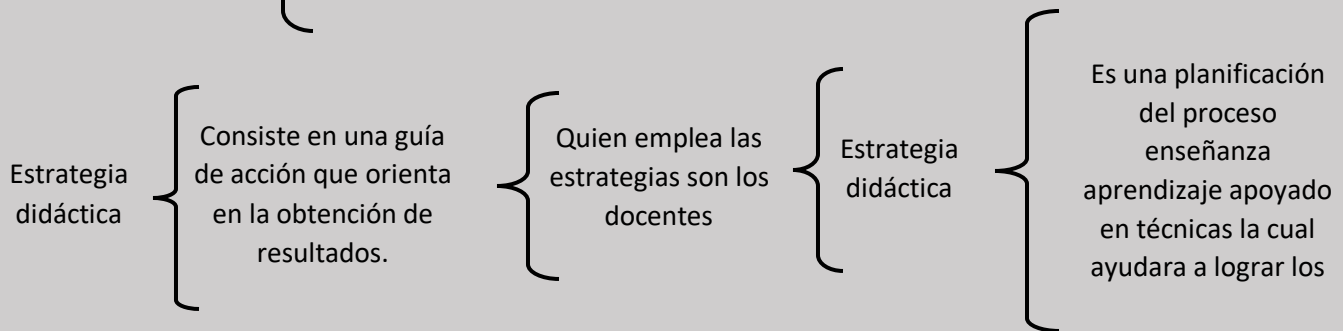 Estrategia
didáctica
Consiste en una guía
de acción que orienta
en la obtención de
resultados.
Quien emplea las
estrategias son los
docentes
Estrategia
didáctica
Es una planificación
del proceso
enseñanza
aprendizaje apoyado
en técnicas la cual
ayudara a lograr los